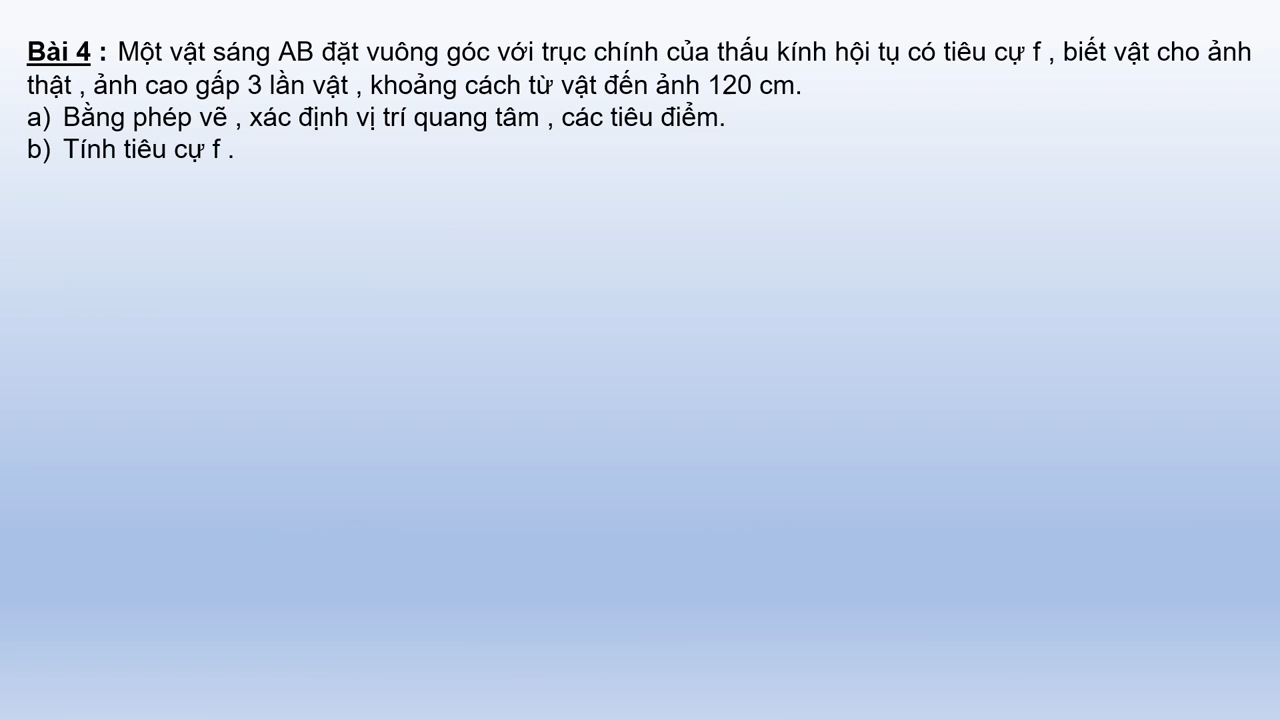 Bài 4 : Một vật sáng AB đặt vuông góc với trục chính của thấu kính hội tụ có tiêu cự f , biết vật cho ảnh
thật , ảnh cao gấp 3 lần vật , khoảng cách từ vật đến ảnh 120 cm.
a) Bằng phép vẽ , xác định vị trí quang tâm , các tiêu điểm.
b) Tính tiêu cự f .